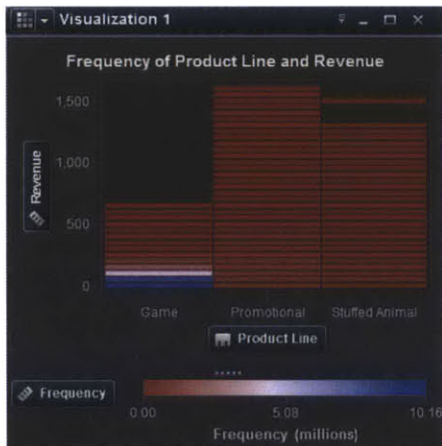 Visualization 1
Frequency of Product Line and Revenue
1,500
1,000
500
0
Revenue
Game Promotional Stuffed Animal
Product Line
Frequency
0.00 5.08 10.16
Frequency (millions)